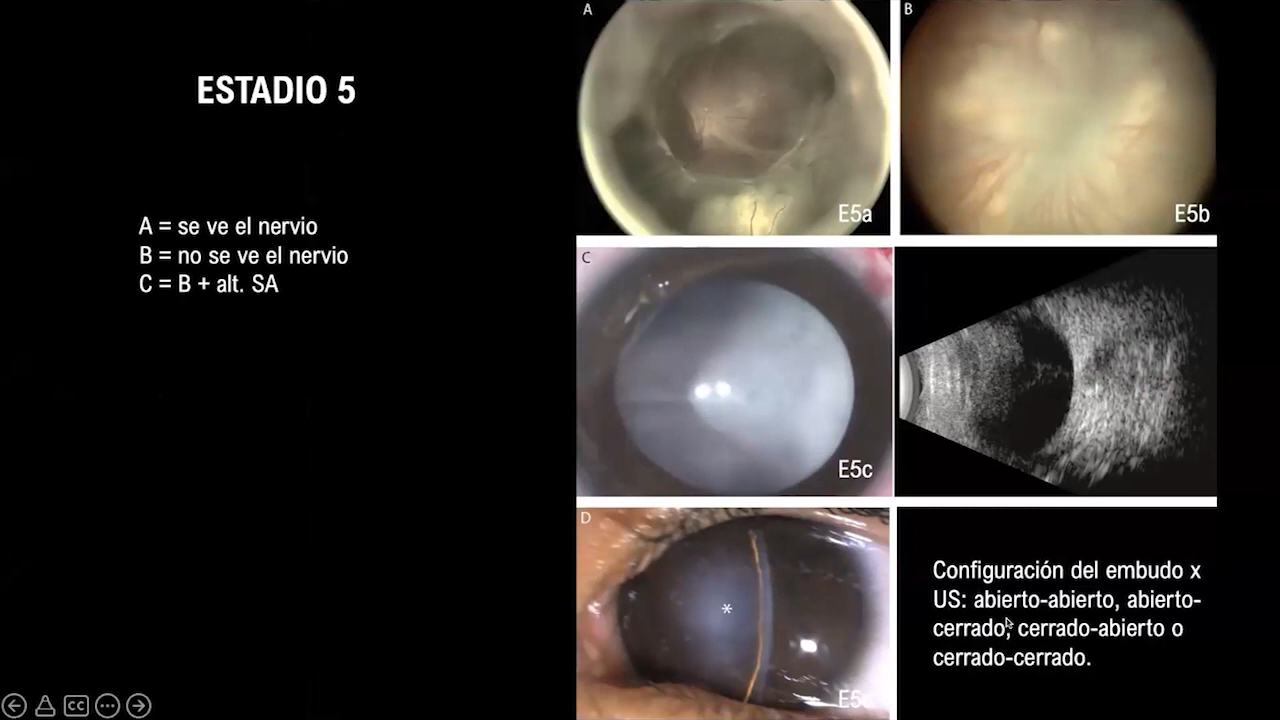 ESTADIO 5
A = se ve el nervio
B = no se ve el nervio
C = B + alt. SA
A
E5a
B
E5b
C
E5c
D
*
Configuración del embudo x
US: abierto-abierto, abierto-
cerrado, cerrado-abierto o
cerrado-cerrado.
CC